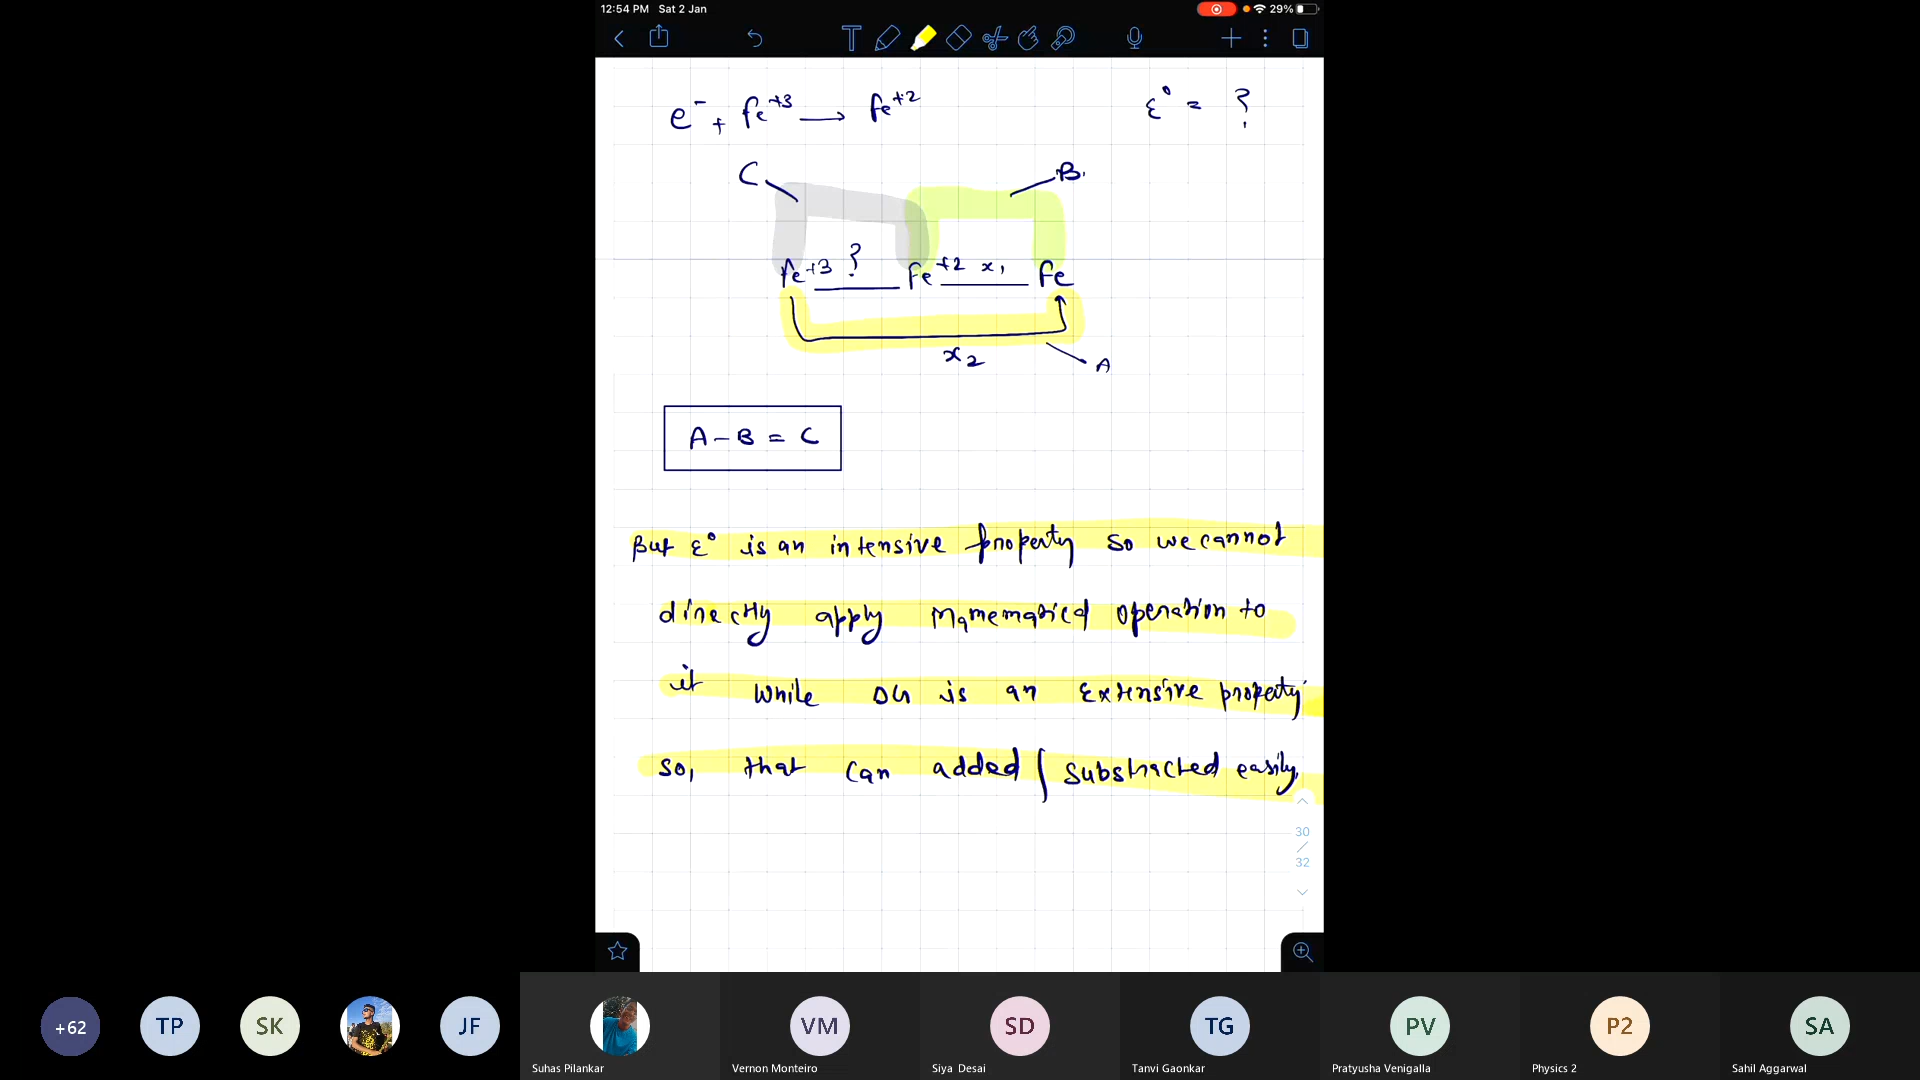 12:54 PM Sat 2 Jan
29%
e⁻ + Fe⁺³ → Fe⁺² ε° = ?
C
B.
Fe⁺³ ? Fe⁺² x₁ Fe
x₂
A
A – B = C
But ε° is an intensive property so we cannot
directly apply Mamematical operation to
it while ΔG is an Extensive property
so, that can added / substracted easily.
30
/
32
+62
TP
SK
JF
VM
SD
TG
PV
P2
SA
Suhas Pilankar
Vernon Monteiro
Siya Desai
Tanvi Gaonkar
Pratyusha Venigalla
Physics 2
Sahil Aggarwal